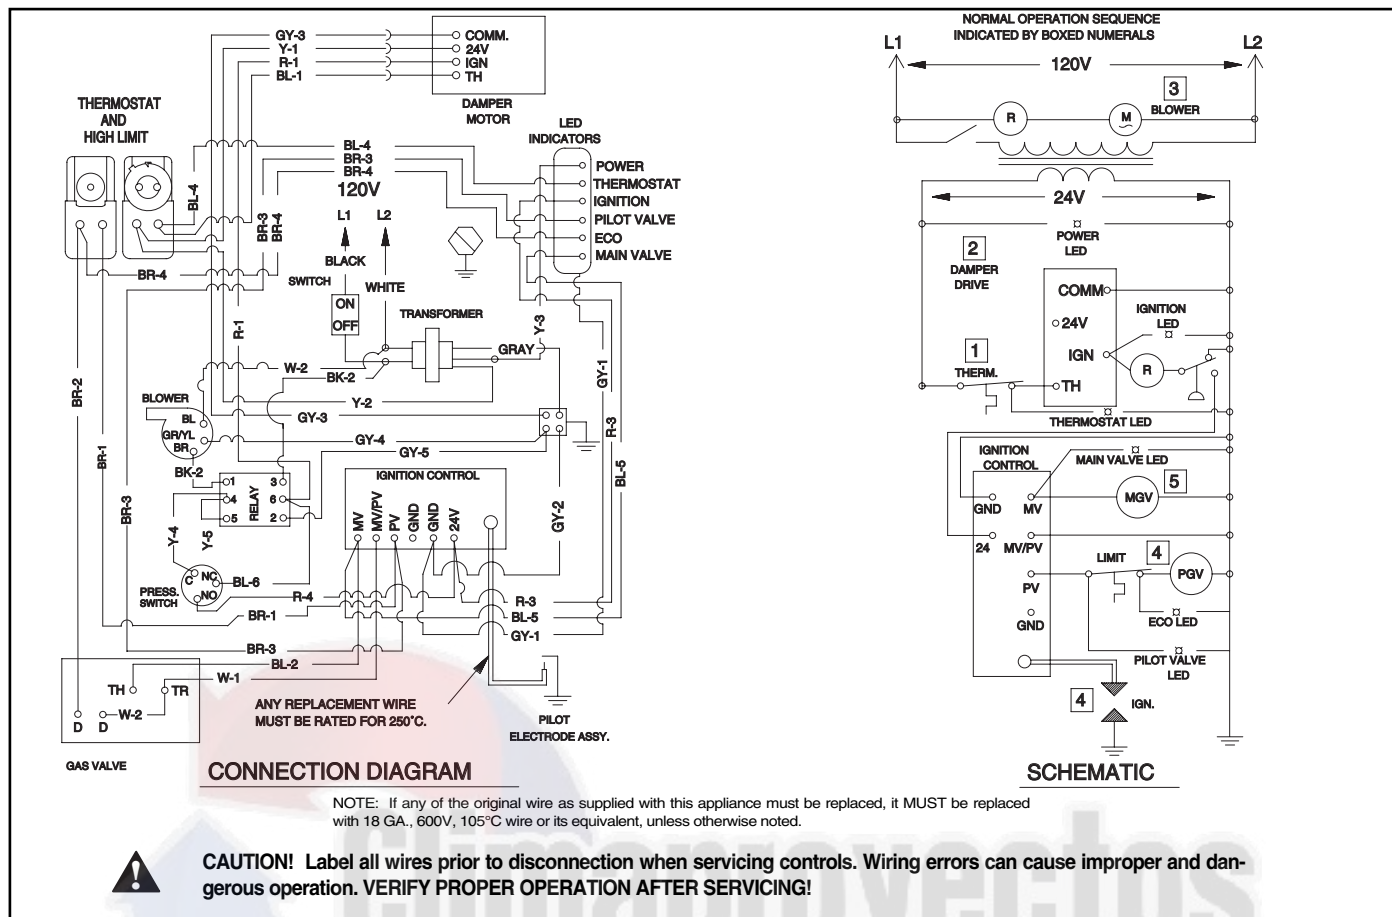 GY-3
Y-1
R-1
BL-1
COMM.
24V
IGN
TH
DAMPER
MOTOR
THERMOSTAT
AND
HIGH LIMIT
BL-4
BR-3
BR-4
120V
L1
L2
BLACK
WHITE
SWITCH
ON
OFF
LED
INDICATORS
POWER
THERMOSTAT
IGNITION
PILOT VALVE
ECO
MAIN VALVE
BL-4
BR-3
BR-4
BR-4
R-1
TRANSFORMER
GRAY
Y-3
W-2
BK-2
Y-2
GY-3
GY-4
GY-5
GY-1
R-3
BL-5
GY-2
BR-2
BR-1
BR-3
BLOWER
BL
GR/YL
BR
BK-2
1
4
5
RELAY
3
6
2
Y-4
Y-5
PRESS.
SWITCH
C
NC
NO
BL-6
IGNITION CONTROL
MV
MV/PV
PV
GND
GND
24V
R-4
BR-1
BR-3
R-3
BL-5
GY-1
BL-2
W-1
TH
TR
W-2
D
D
GAS VALVE
ANY REPLACEMENT WIRE
MUST BE RATED FOR 250°C.
PILOT
ELECTRODE ASSY.
CONNECTION DIAGRAM
NORMAL OPERATION SEQUENCE
INDICATED BY BOXED NUMERALS
L1
L2
120V
3
BLOWER
R
M
24V
POWER
LED
2
DAMPER
DRIVE
COMM
24V
IGN
TH
IGNITION
LED
R
1
THERM.
THERMOSTAT LED
IGNITION
CONTROL
MAIN VALVE LED
5
MGV
GND
MV
24
MV/PV
LIMIT
4
PGV
PV
GND
ECO LED
PILOT VALVE
LED
4
IGN.
SCHEMATIC
NOTE: If any of the original wire as supplied with this appliance must be replaced, it MUST be replaced
with 18 GA., 600V, 105°C wire or its equivalent, unless otherwise noted.
CAUTION! Label all wires prior to disconnection when servicing controls. Wiring errors can cause improper and dan-
gerous operation. VERIFY PROPER OPERATION AFTER SERVICING!
Climaproyectos